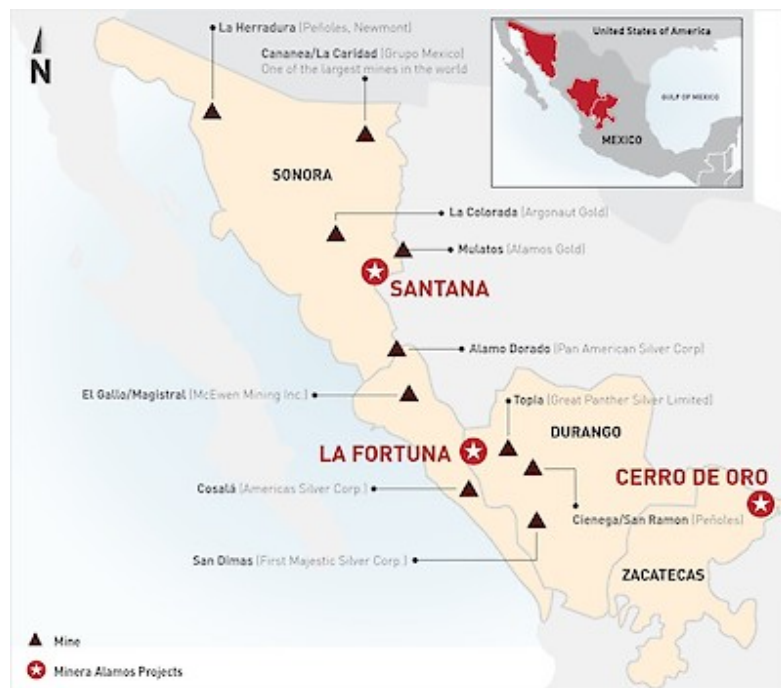 La Herradura (Peñoles, Newmont)
N
Cananea/La Caridad (Grupo Mexico)
One of the largest mines in the world
United States of America
GULF OF MEXICO
MEXICO
SONORA
La Colorada (Argonaut Gold)
Mulatos (Alamos Gold)
SANTANA
Alamo Dorado (Pan American Silver Corp)
El Gallo/Magistral (McEwen Mining Inc.)
Topia (Great Panther Silver Limited)
DURANGO
LA FORTUNA
CERRO DE ORO
Cosalá (Americas Silver Corp.)
Cienega/San Ramon (Peñoles)
San Dimas (First Majestic Silver Corp.)
ZACATECAS
Mine
Minera Alamos Projects